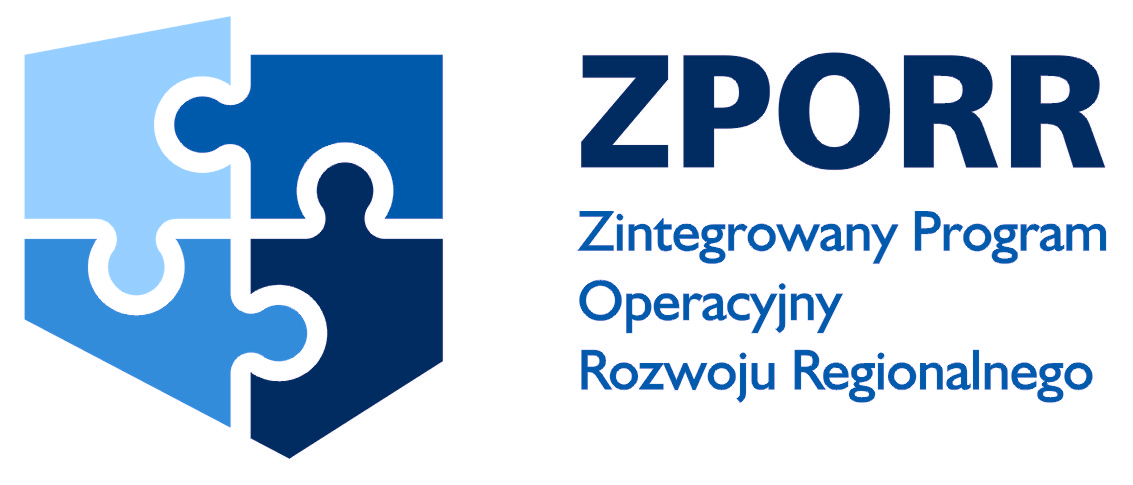 ZPORR
Zintegrowany Program
Operacyjny
Rozwoju Regionalnego